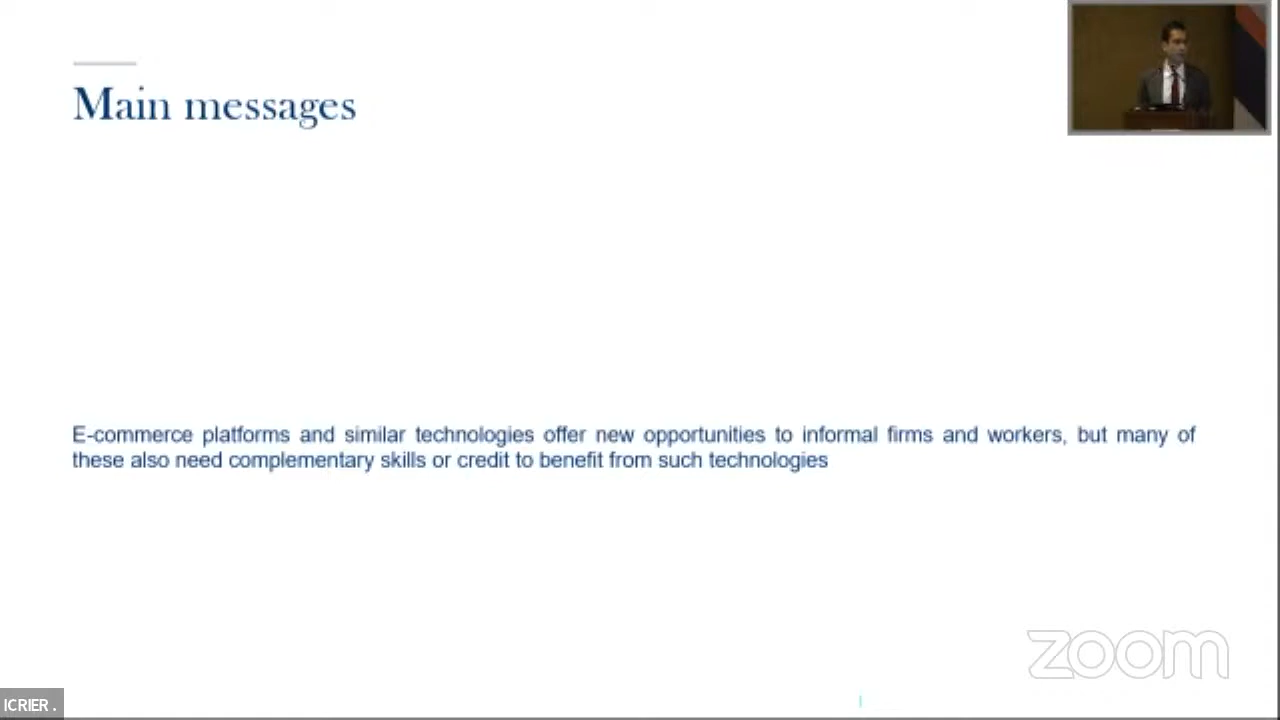 Main messages
E-commerce platforms and similar technologies offer new opportunities to informal firms and workers, but many of
these also need complementary skills or credit to benefit from such technologies
zoom
ICRIER .